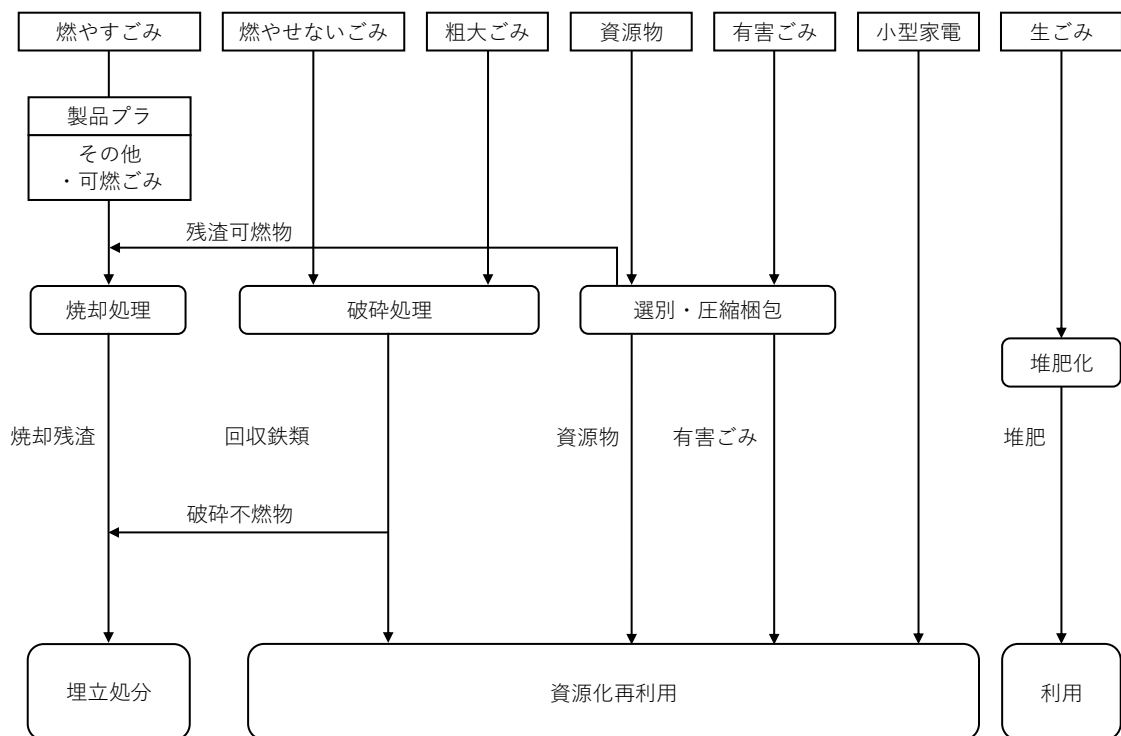 燃やすごみ
燃やせないごみ
粗大ごみ
資源物
有害ごみ
小型家電
生ごみ
製品プラ
その他
・可燃ごみ
残渣可燃物
焼却処理
破砕処理
選別・圧縮梱包
堆肥化
焼却残渣
回収鉄類
資源物
有害ごみ
堆肥
破砕不燃物
埋立処分
資源化再利用
利用